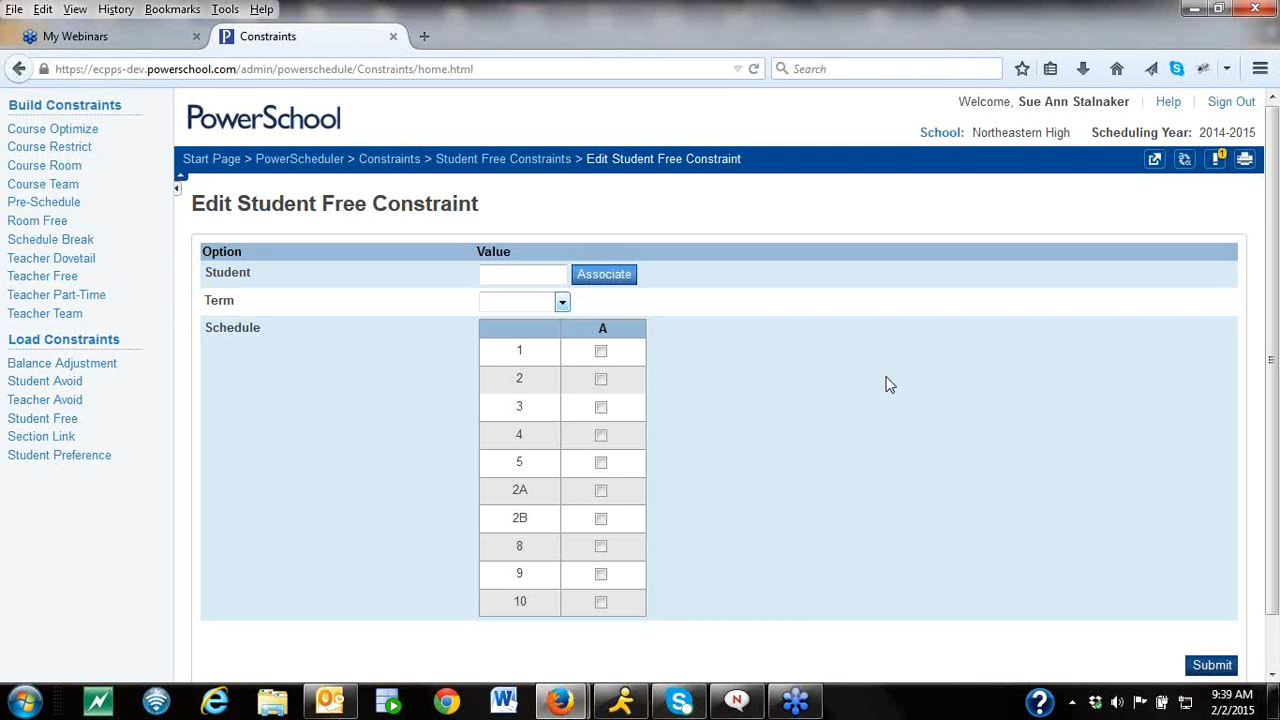 File Edit View History Bookmarks Tools Help
My Webinars × Constraints × +
https://ecpps-dev.powerschool.com/admin/powerschedule/Constraints/home.html Search
Build Constraints
Course Optimize
Course Restrict
Course Room
Course Team
Pre-Schedule
Room Free
Schedule Break
Teacher Dovetail
Teacher Free
Teacher Part-Time
Teacher Team
Load Constraints
Balance Adjustment
Student Avoid
Teacher Avoid
Student Free
Section Link
Student Preference
PowerSchool
Welcome, Sue Ann Stalnaker Help Sign Out
School: Northeastern High Scheduling Year: 2014-2015
Start Page > PowerScheduler > Constraints > Student Free Constraints > Edit Student Free Constraint
1
Edit Student Free Constraint
Option Value
Student Associate
Term
Schedule A
1
2
3
4
5
2A
2B
8
9
10
Submit
9:39 AM
2/2/2015